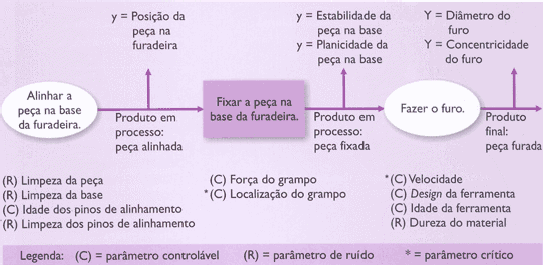 y = Posição da
peça na
furadeira
y = Estabilidade da
peça na base
y = Planicidade da
peça na base
Y = Diâmetro do
furo
Y = Concentricidade
do furo
Alinhar a
peça na base
da furadeira.
Produto em
processo:
peça alinhada
Fixar a peça na
base da furadeira.
Produto em
processo:
peça fixada
Fazer o furo.
Produto
final:
peça furada
(R) Limpeza da peça
(R) Limpeza da base
(C) Idade dos pinos de alinhamento
(R) Limpeza dos pinos de alinhamento
(C) Força do grampo
*(C) Localização do grampo
*(C) Velocidade
(C) Design da ferramenta
(C) Idade da ferramenta
(R) Dureza do material
Legenda: (C) = parâmetro controlável (R) = parâmetro de ruído * = parâmetro crítico